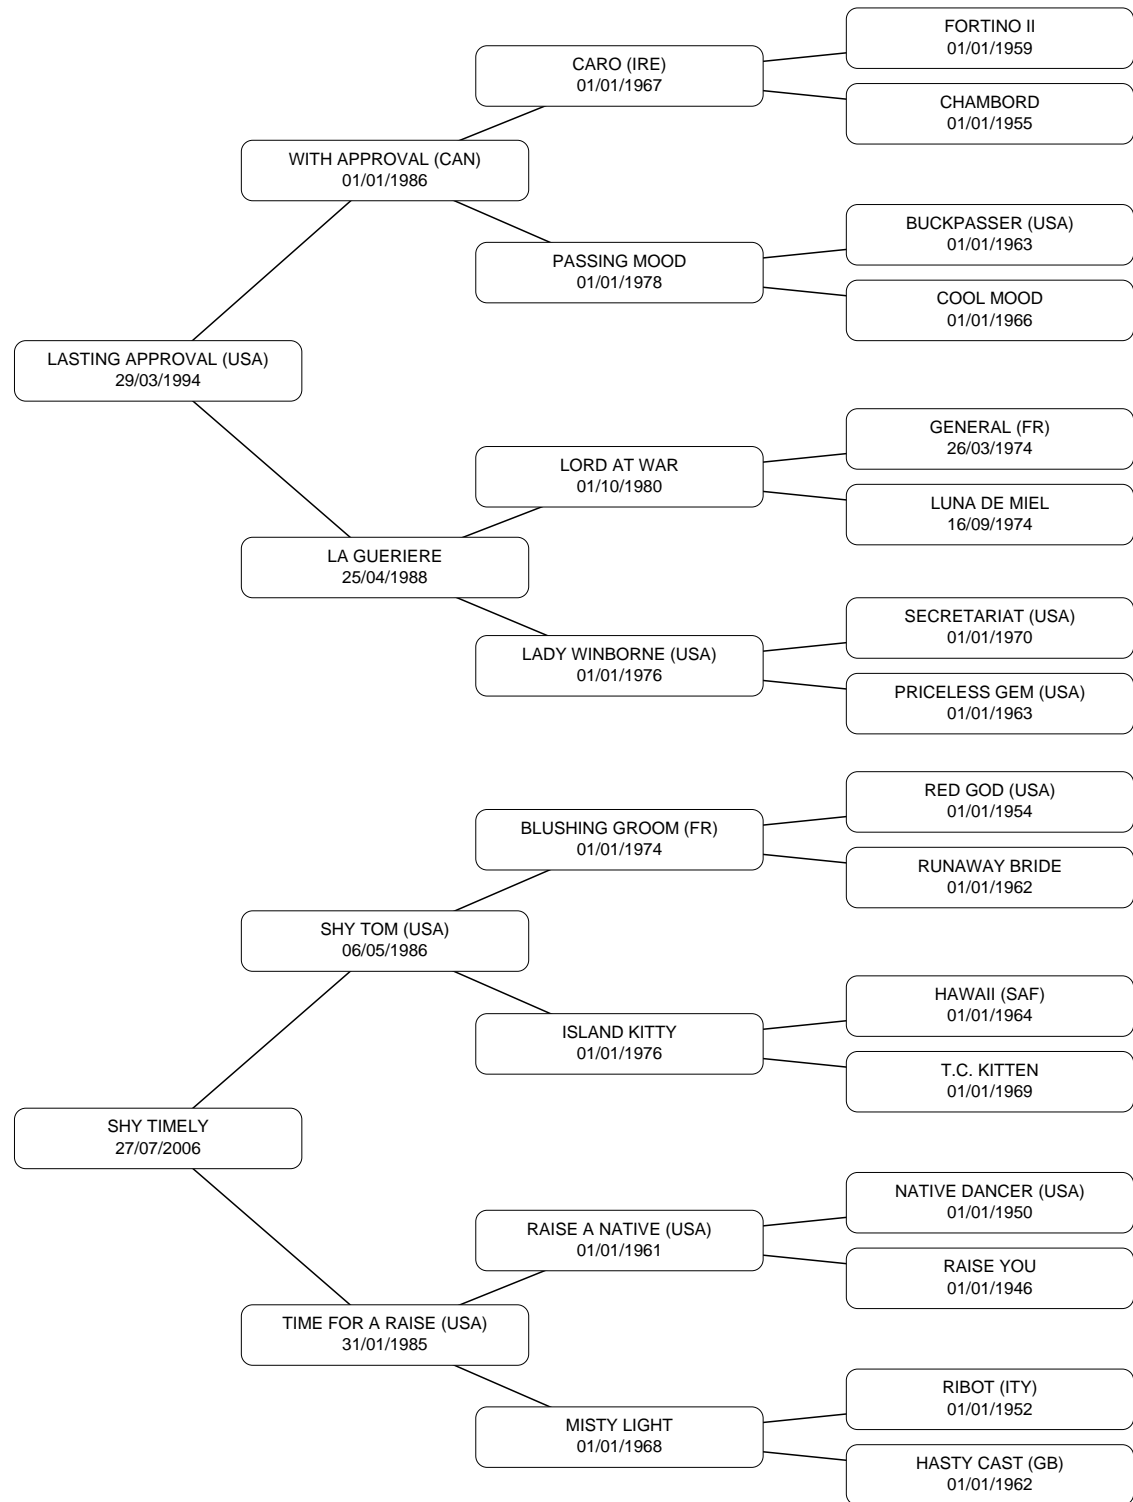 FORTINO II
01/01/1959
CARO (IRE)
01/01/1967
CHAMBORD
01/01/1955
WITH APPROVAL (CAN)
01/01/1986
BUCKPASSER (USA)
01/01/1963
PASSING MOOD
01/01/1978
COOL MOOD
01/01/1966
LASTING APPROVAL (USA)
29/03/1994
GENERAL (FR)
26/03/1974
LORD AT WAR
01/10/1980
LUNA DE MIEL
16/09/1974
LA GUERIERE
25/04/1988
SECRETARIAT (USA)
01/01/1970
LADY WINBORNE (USA)
01/01/1976
PRICELESS GEM (USA)
01/01/1963
RED GOD (USA)
01/01/1954
BLUSHING GROOM (FR)
01/01/1974
RUNAWAY BRIDE
01/01/1962
SHY TOM (USA)
06/05/1986
HAWAII (SAF)
01/01/1964
ISLAND KITTY
01/01/1976
T.C. KITTEN
01/01/1969
SHY TIMELY
27/07/2006
NATIVE DANCER (USA)
01/01/1950
RAISE A NATIVE (USA)
01/01/1961
RAISE YOU
01/01/1946
TIME FOR A RAISE (USA)
31/01/1985
RIBOT (ITY)
01/01/1952
MISTY LIGHT
01/01/1968
HASTY CAST (GB)
01/01/1962